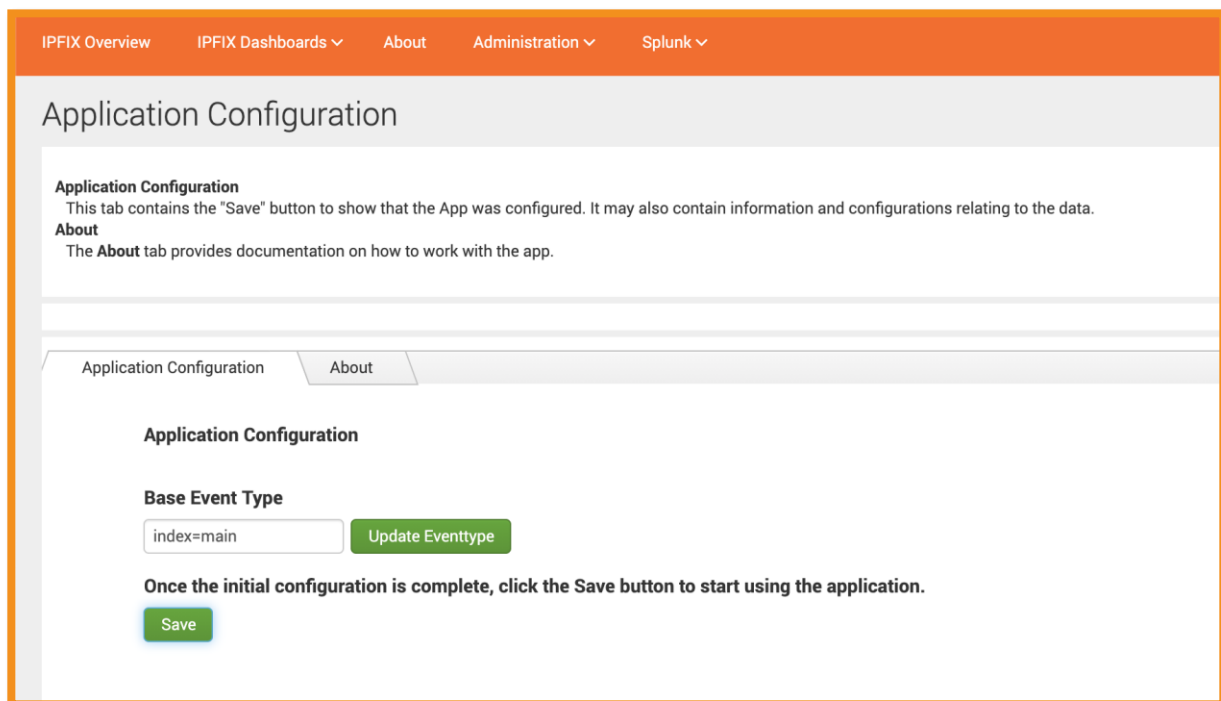 IPFIX Overview IPFIX Dashboards About Administration Splunk
Application Configuration
Application Configuration
This tab contains the "Save" button to show that the App was configured. It may also contain information and configurations relating to the data.
About
The About tab provides documentation on how to work with the app.
Application Configuration About
Application Configuration
Base Event Type
index=main Update Eventtype
Once the initial configuration is complete, click the Save button to start using the application.
Save